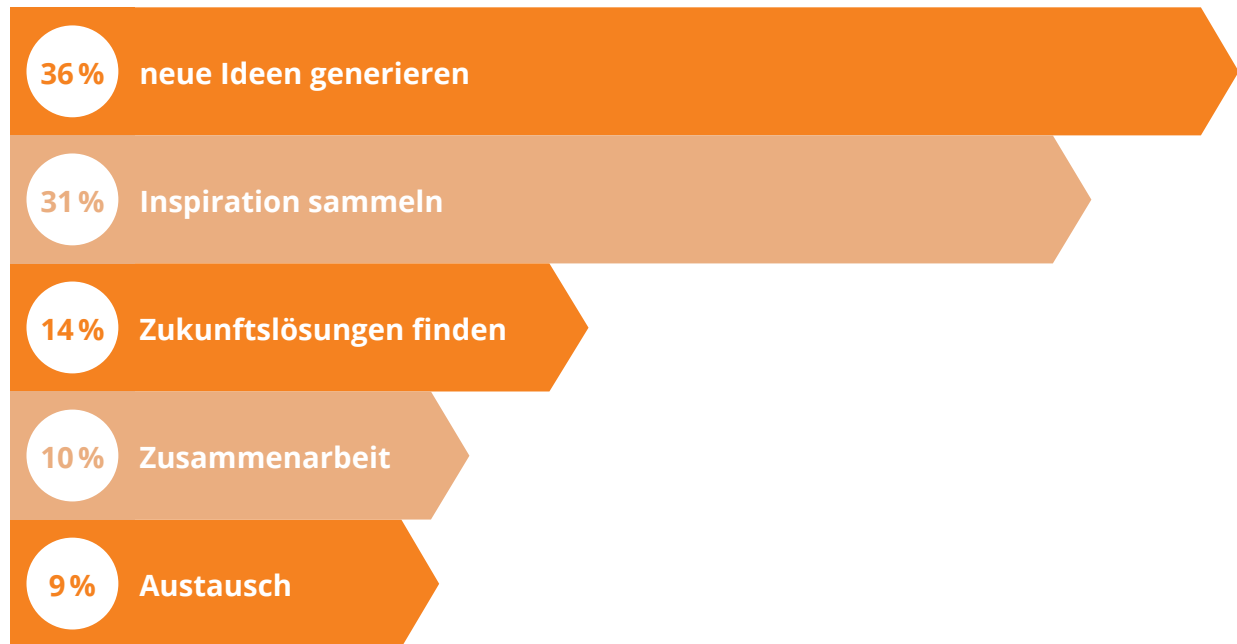 36 % neue Ideen generieren
31 % Inspiration sammeln
14 % Zukunftslösungen finden
10 % Zusammenarbeit
9 % Austausch